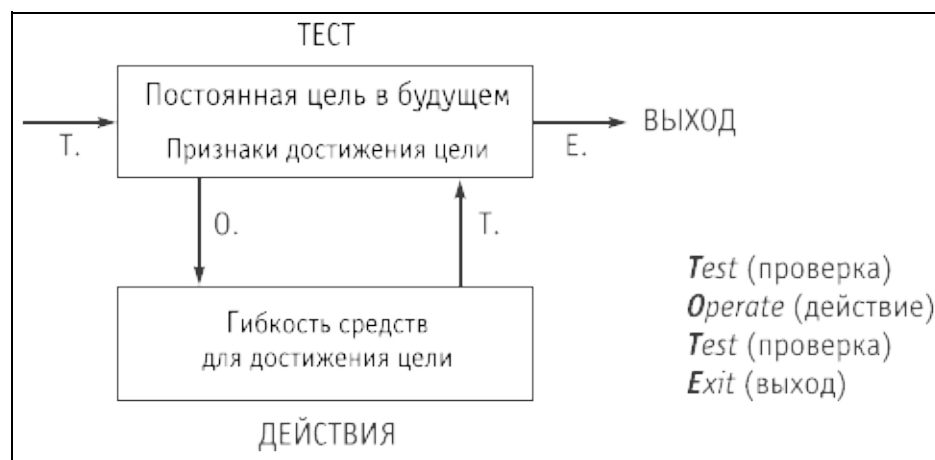 ТЕСТ
Постоянная цель в будущем
Признаки достижения цели
Т.
Е.
ВЫХОД
О.
Т.
Гибкость средств
для достижения цели
ДЕЙСТВИЯ
Test (проверка)
Operate (действие)
Test (проверка)
Exit (выход)